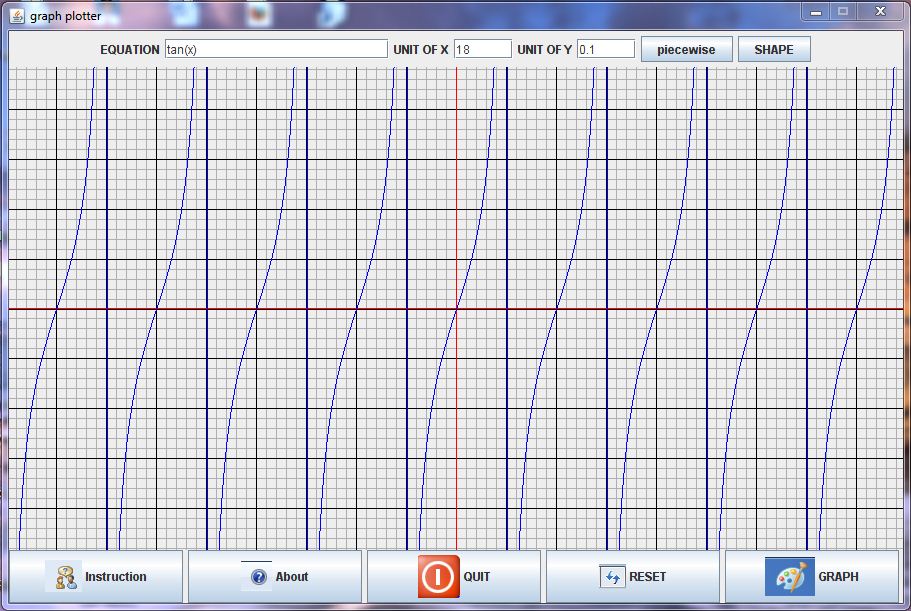 graph plotter
EQUATION tan(x) UNIT OF X 18 UNIT OF Y 0.1 piecewise SHAPE
Instruction About QUIT RESET GRAPH